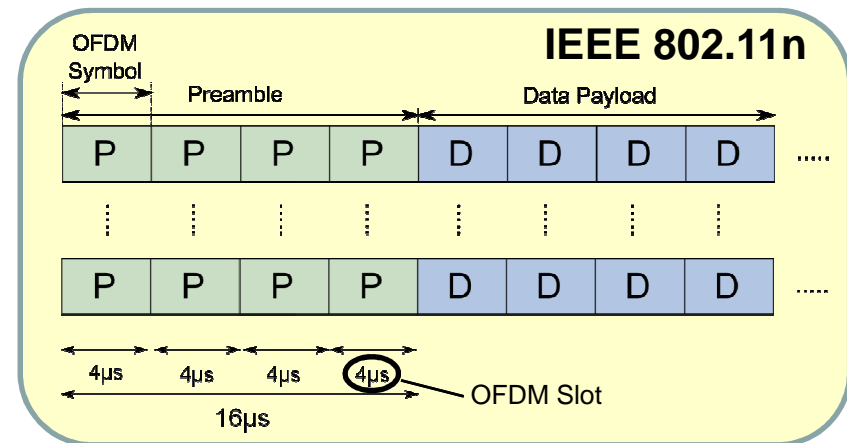 OFDM
Symbol
IEEE 802.11n
Preamble
Data Payload
P P P P D D D D .....
P P P P D D D D .....
4µs 4µs 4µs 4µs
OFDM Slot
16µs